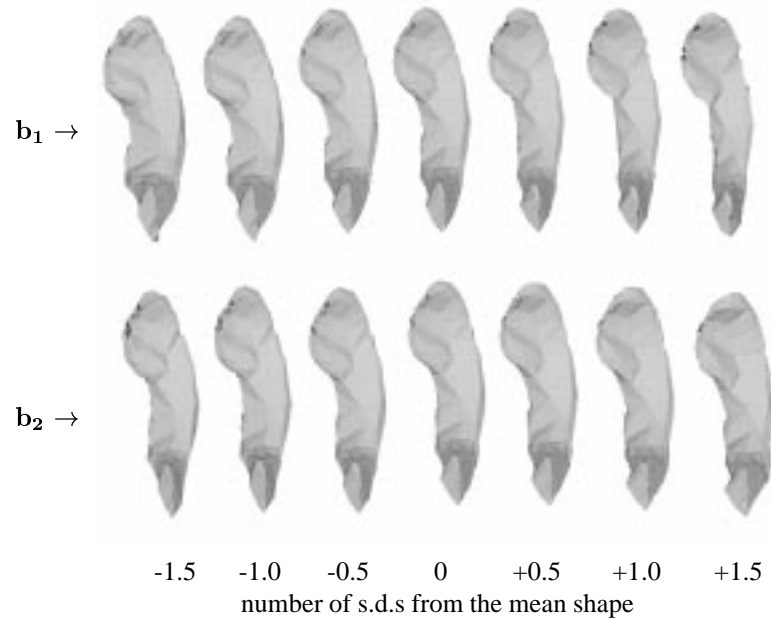 b₁ →
b₂ →
-1.5 -1.0 -0.5 0 +0.5 +1.0 +1.5
number of s.d.s from the mean shape